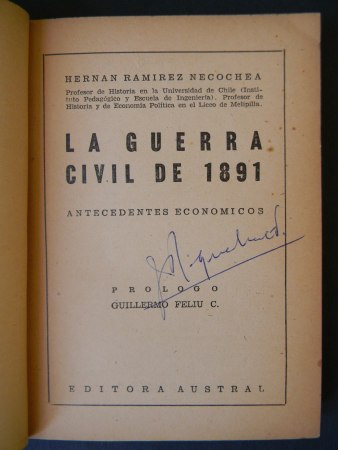 HERNAN RAMIREZ NECOCHEA
Profesor de Historia en la Universidad de Chile (Insti-
tuto Pedagógico y Escuela de Ingeniería). Profesor de
Historia y de Economía Política en el Liceo de Melipilla.
LA GUERRA
CIVIL DE 1891
ANTECEDENTES ECONOMICOS
PROLOGO
GUILLERMO FELIU C.
EDITORA AUSTRAL